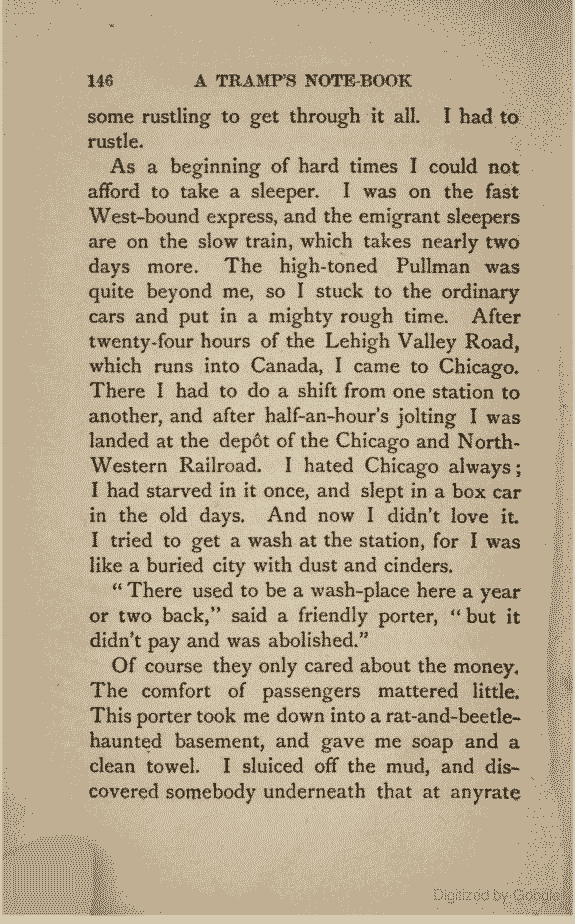 146 A TRAMP'S NOTE-BOOK
some rustling to get through it all. I had to
rustle.
As a beginning of hard times I could not
afford to take a sleeper. I was on the fast
West-bound express, and the emigrant sleepers
are on the slow train, which takes nearly two
days more. The high-toned Pullman was
quite beyond me, so I stuck to the ordinary
cars and put in a mighty rough time. After
twenty-four hours of the Lehigh Valley Road,
which runs into Canada, I came to Chicago.
There I had to do a shift from one station to
another, and after half-an-hour's jolting I was
landed at the depôt of the Chicago and North-
Western Railroad. I hated Chicago always;
I had starved in it once, and slept in a box car
in the old days. And now I didn't love it.
I tried to get a wash at the station, for I was
like a buried city with dust and cinders.
"There used to be a wash-place here a year
or two back," said a friendly porter, "but it
didn't pay and was abolished."
Of course they only cared about the money.
The comfort of passengers mattered little.
This porter took me down into a rat-and-beetle-
haunted basement, and gave me soap and a
clean towel. I sluiced off the mud, and dis-
covered somebody underneath that at anyrate
Digitized by Google